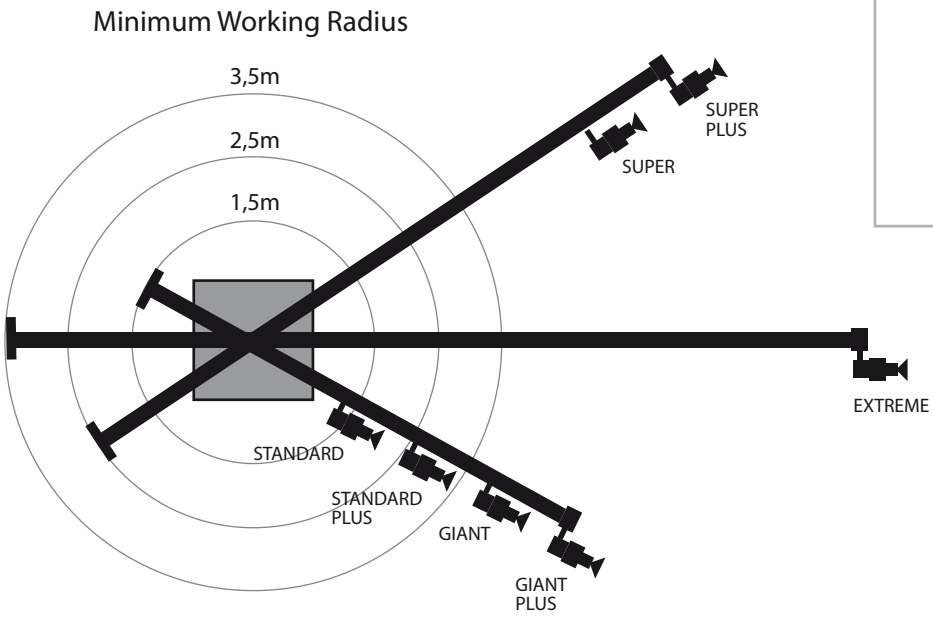 Minimum Working Radius
3,5m
2,5m
1,5m
SUPER
PLUS
SUPER
EXTREME
STANDARD
STANDARD
PLUS
GIANT
GIANT
PLUS